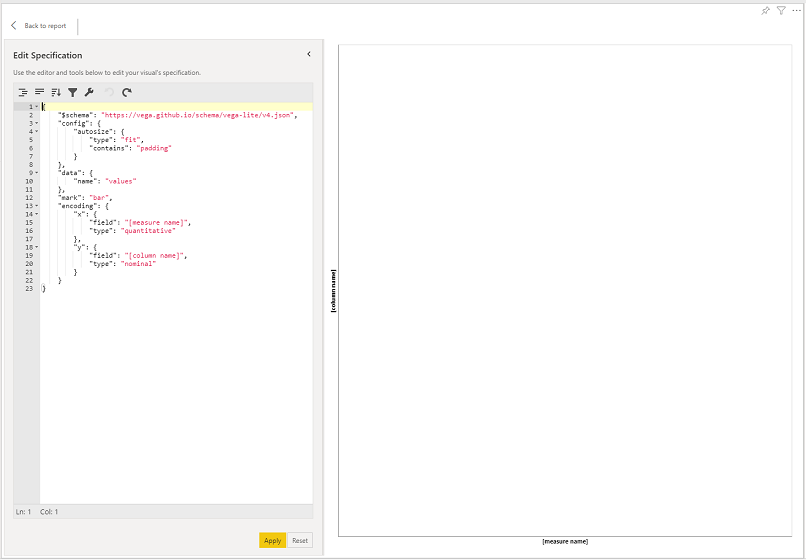 Back to report
Edit Specification
Use the editor and tools below to edit your visual's specification.
1 {
2 "$schema": "https://vega.github.io/schema/vega-lite/v4.json",
3 "config": {
4 "autosize": {
5 "type": "fit",
6 "contains": "padding"
7 }
8 },
9 "data": {
10 "name": "values"
11 },
12 "mark": "bar",
13 "encoding": {
14 "x": {
15 "field": "[measure name]",
16 "type": "quantitative"
17 },
18 "y": {
19 "field": "[column name]",
20 "type": "nominal"
21 }
22 }
23 }
Ln: 1 Col: 1
Apply Reset
[column name]
[measure name]